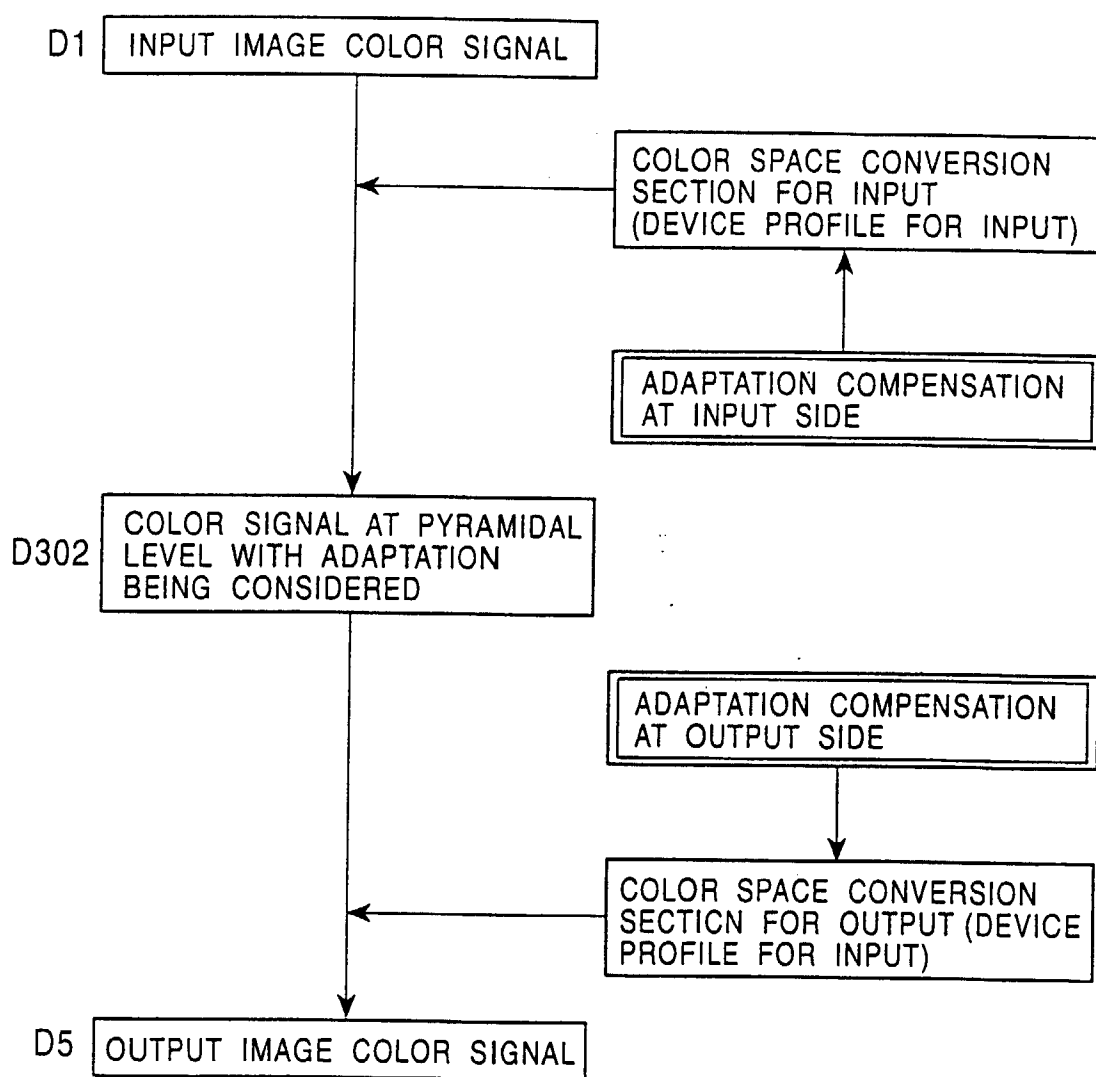 D1 INPUT IMAGE COLOR SIGNAL
COLOR SPACE CONVERSION
SECTION FOR INPUT
(DEVICE PROFILE FOR INPUT)
ADAPTATION COMPENSATION
AT INPUT SIDE
D302
COLOR SIGNAL AT PYRAMIDAL
LEVEL WITH ADAPTATION
BEING CONSIDERED
ADAPTATION COMPENSATION
AT OUTPUT SIDE
COLOR SPACE CONVERSION
SECTICN FOR OUTPUT (DEVICE
PROFILE FOR INPUT)
D5 OUTPUT IMAGE COLOR SIGNAL